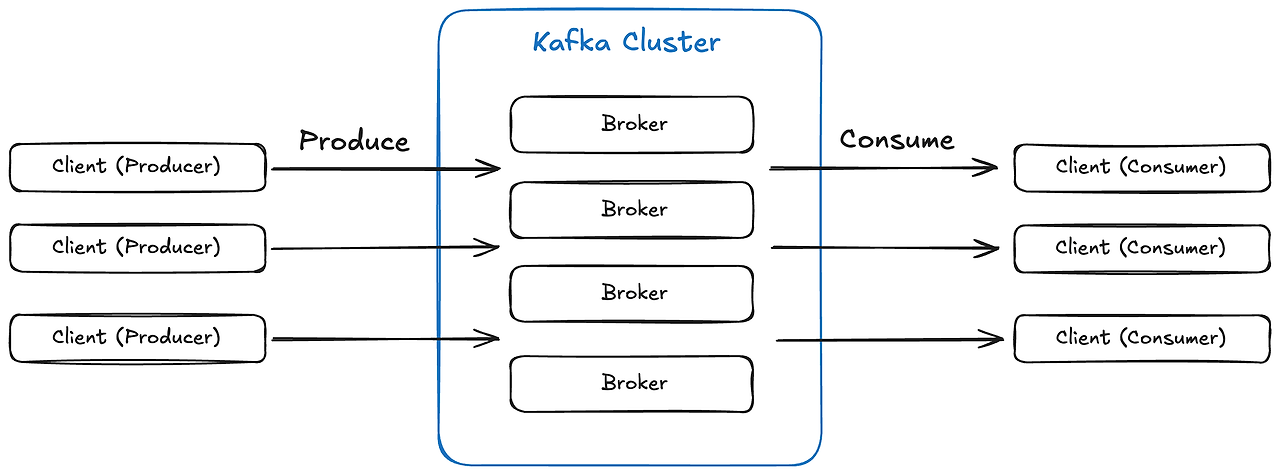 Kafka Cluster
Produce
Consume
Client (Producer)
Client (Producer)
Client (Producer)
Broker
Broker
Broker
Broker
Client (Consumer)
Client (Consumer)
Client (Consumer)